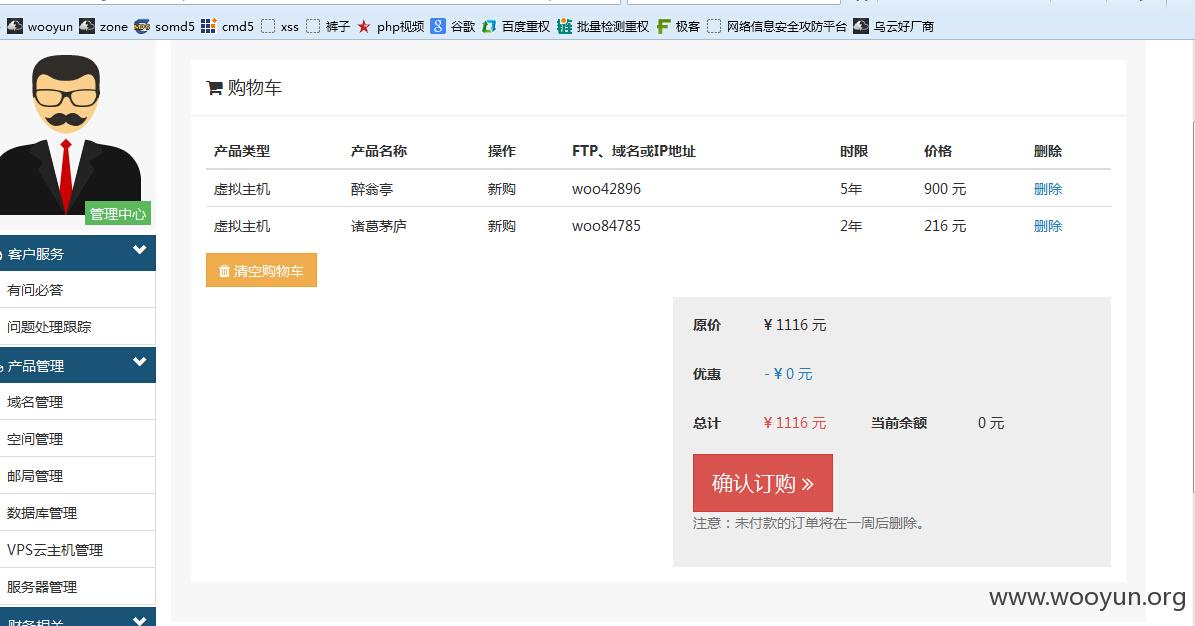 wooyun zone somd5 cmd5 xss 裤子 php视频 谷歌 百度重权 批量检测重权 极客 网络信息安全攻防平台 乌云好厂商
管理中心
客户服务
有问必答
问题处理跟踪
产品管理
域名管理
空间管理
邮局管理
数据库管理
VPS云主机管理
服务器管理
财务相关
购物车
产品类型 产品名称 操作 FTP、域名或IP地址 时限 价格 删除
虚拟主机 醉翁亭 新购 woo42896 5年 900 元 删除
虚拟主机 诸葛茅庐 新购 woo84785 2年 216 元 删除
清空购物车
原价 ¥ 1116 元
优惠 - ¥ 0 元
总计 ¥ 1116 元 当前余额 0 元
确认订购 »
注意：未付款的订单将在一周后删除。
www.wooyun.org